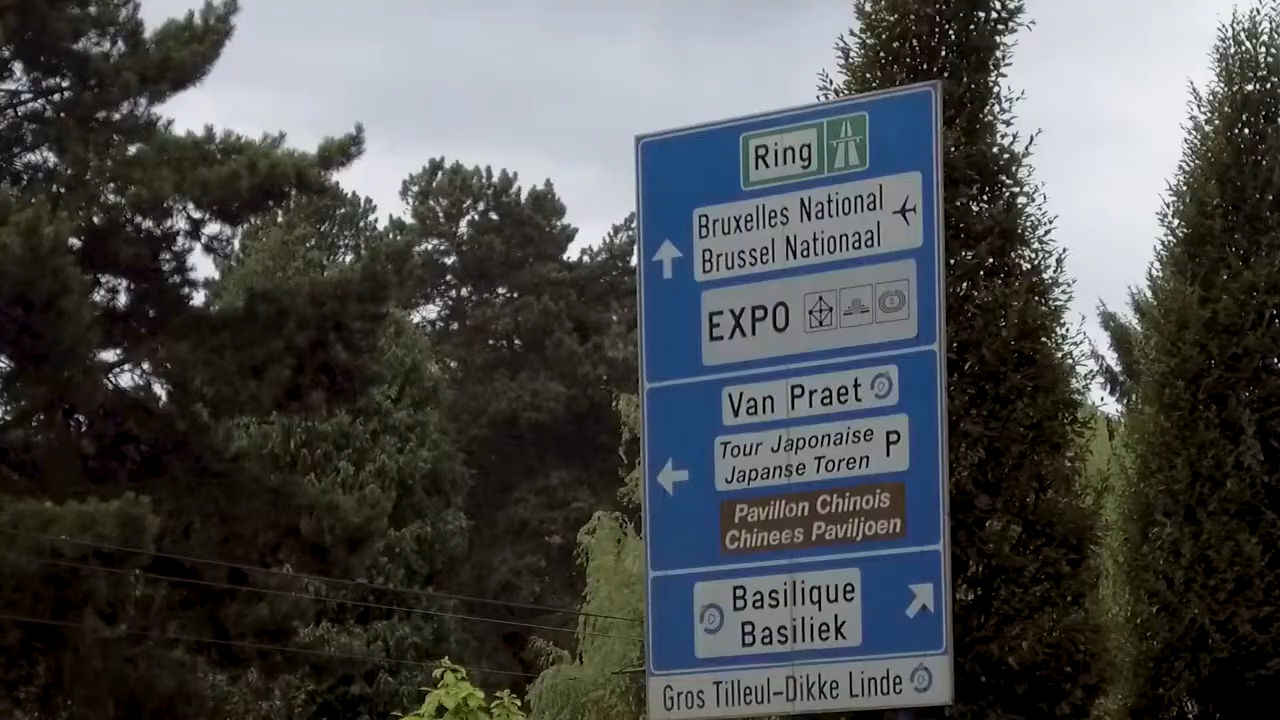 Ring
Bruxelles National
Brussel Nationaal
EXPO
Van Praet
Tour Japonaise
Japanse Toren
P
Pavillon Chinois
Chinees Paviljoen
Basilique
Basiliek
Gros Tilleul-Dikke Linde